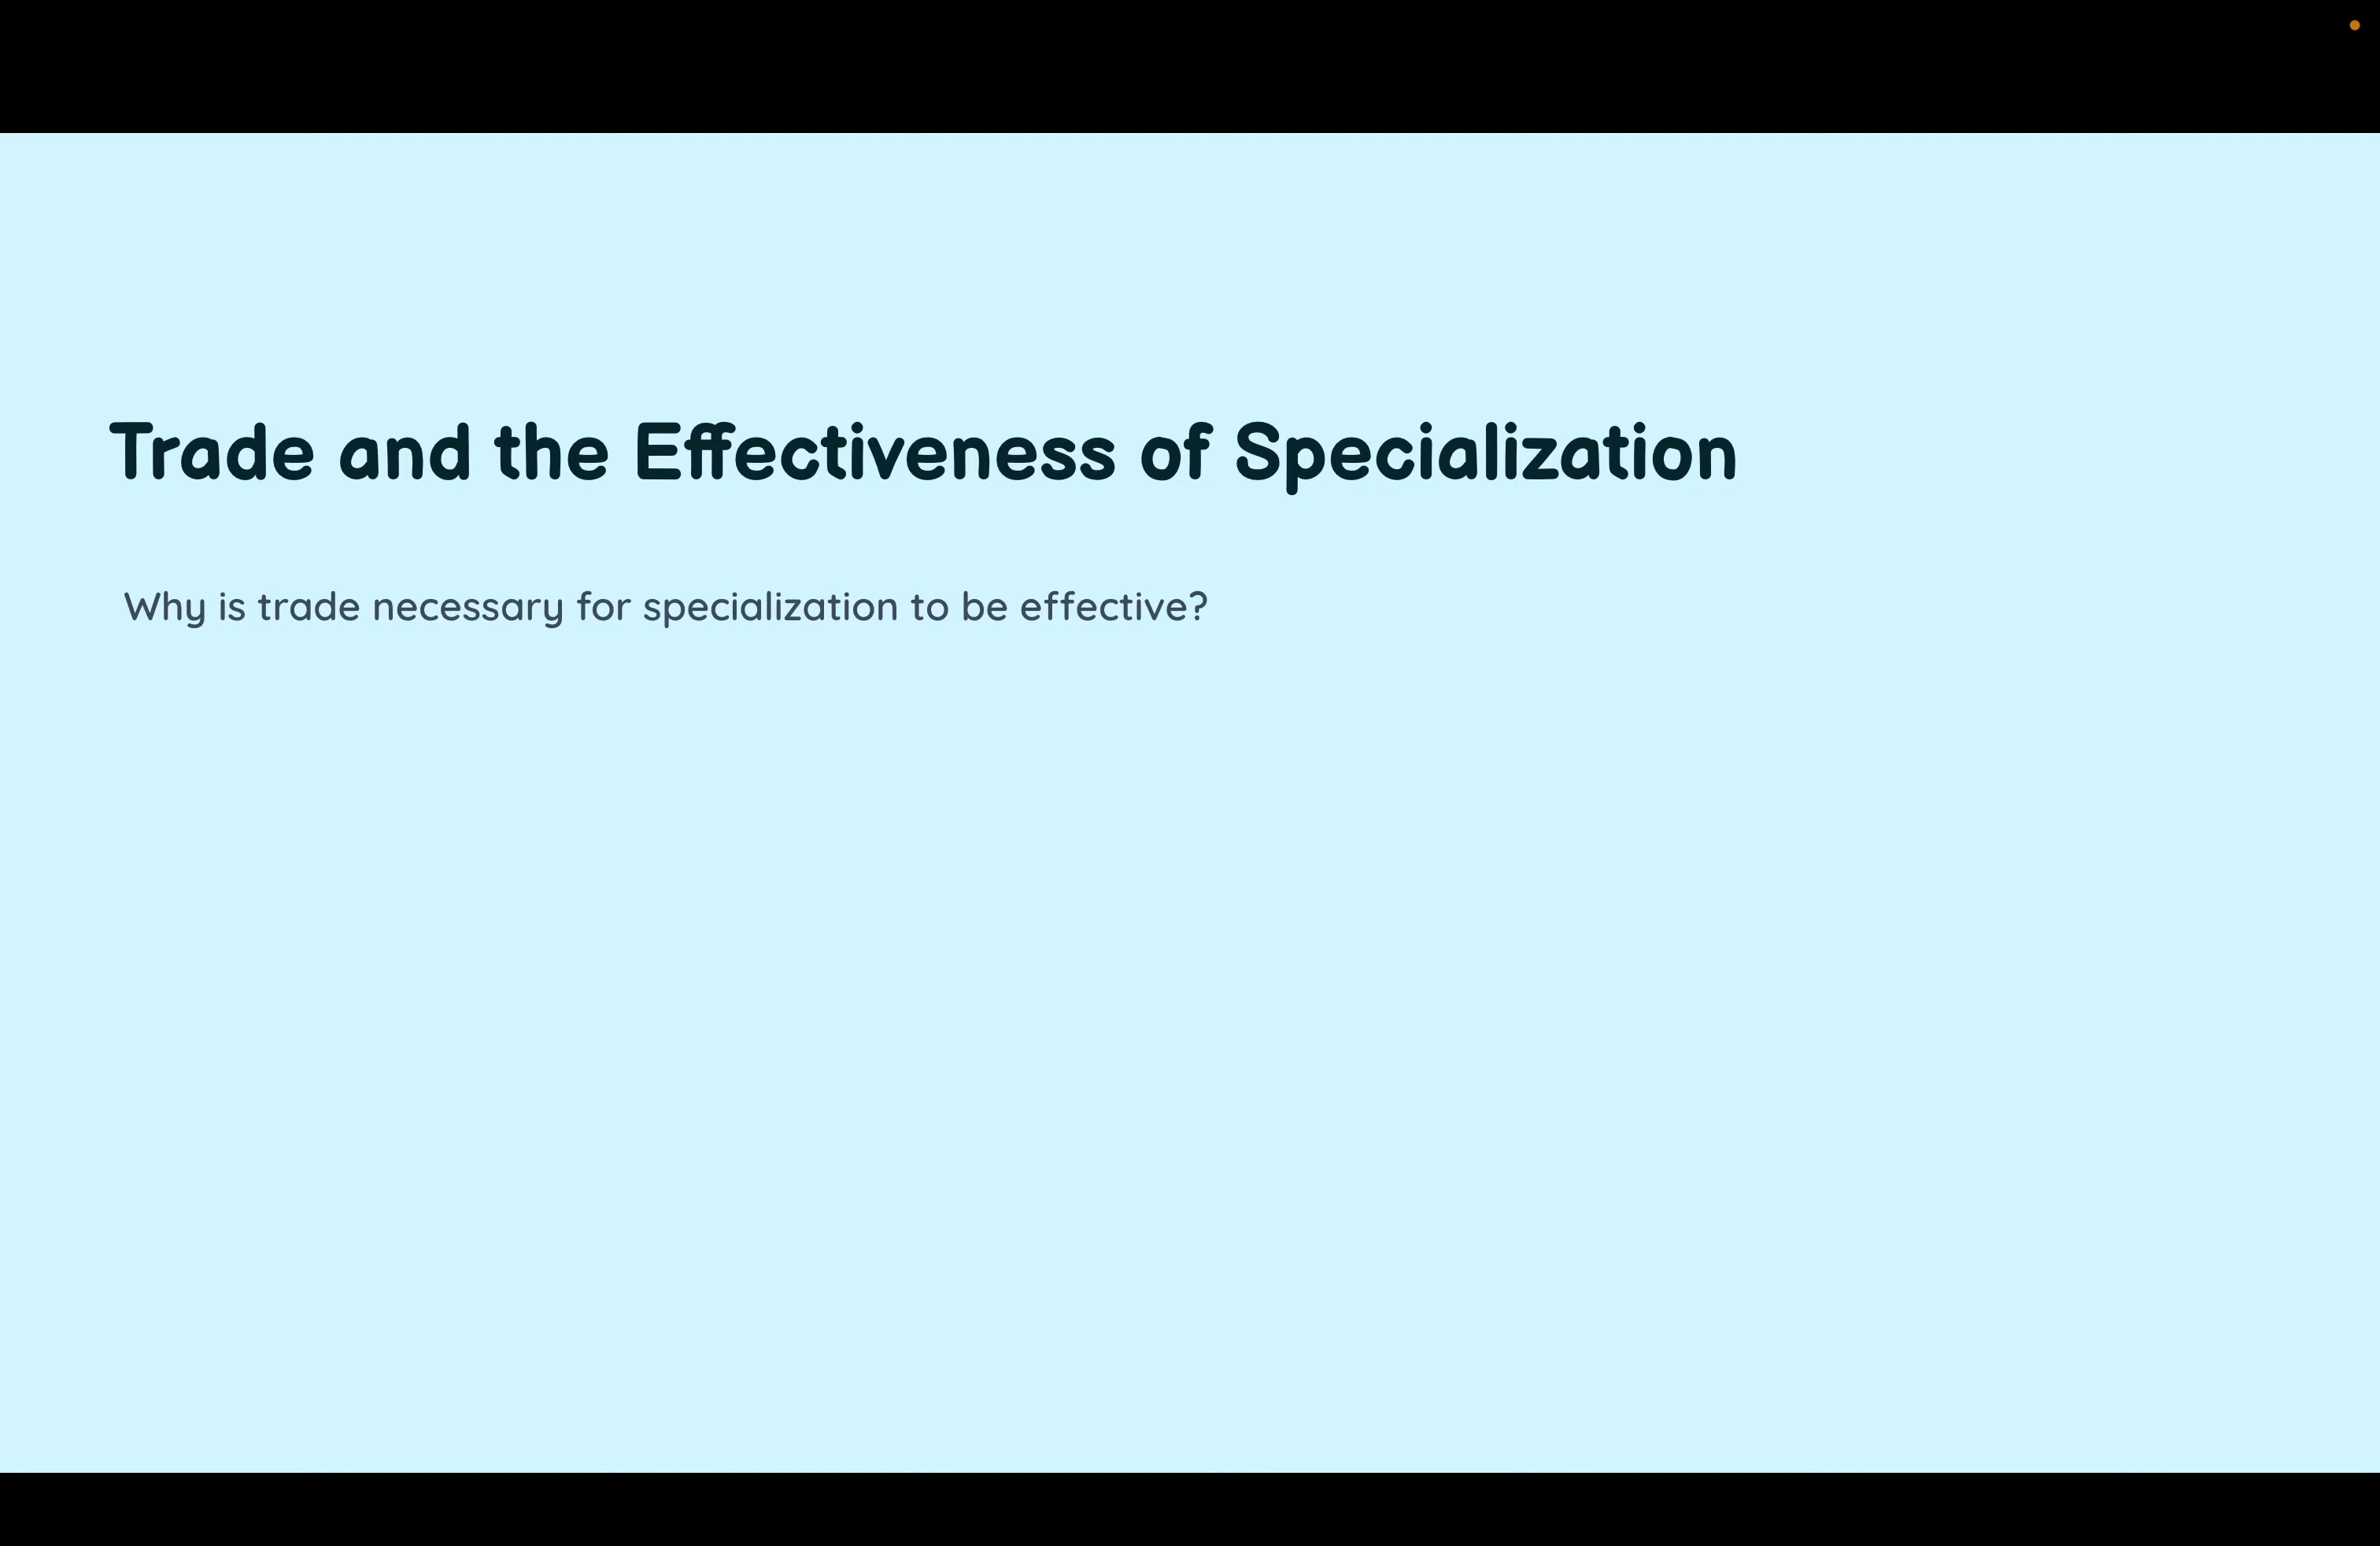 Trade and the Effectiveness of Specialization
Why is trade necessary for specialization to be effective?